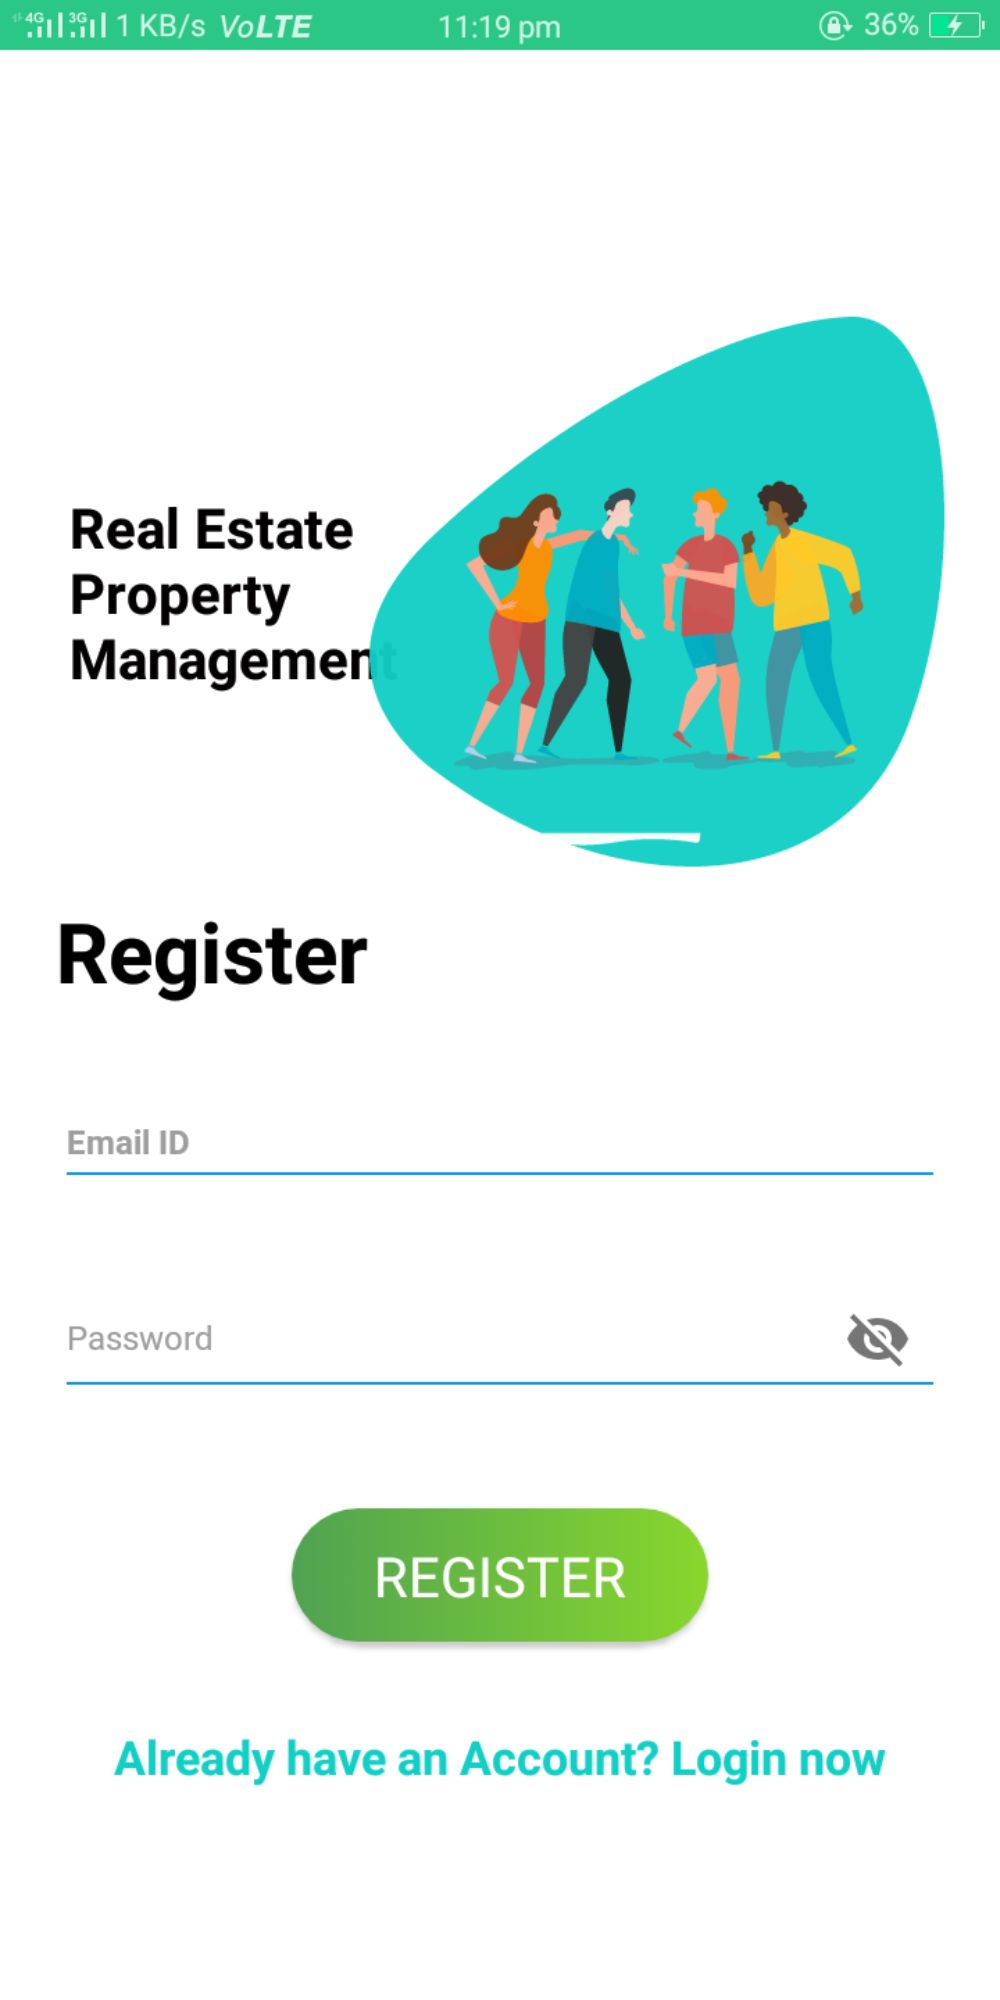 4G 3G 1 KB/s VoLTE 11:19 pm 36%
Real Estate
Property
Management
Register
Email ID
Password
REGISTER
Already have an Account? Login now